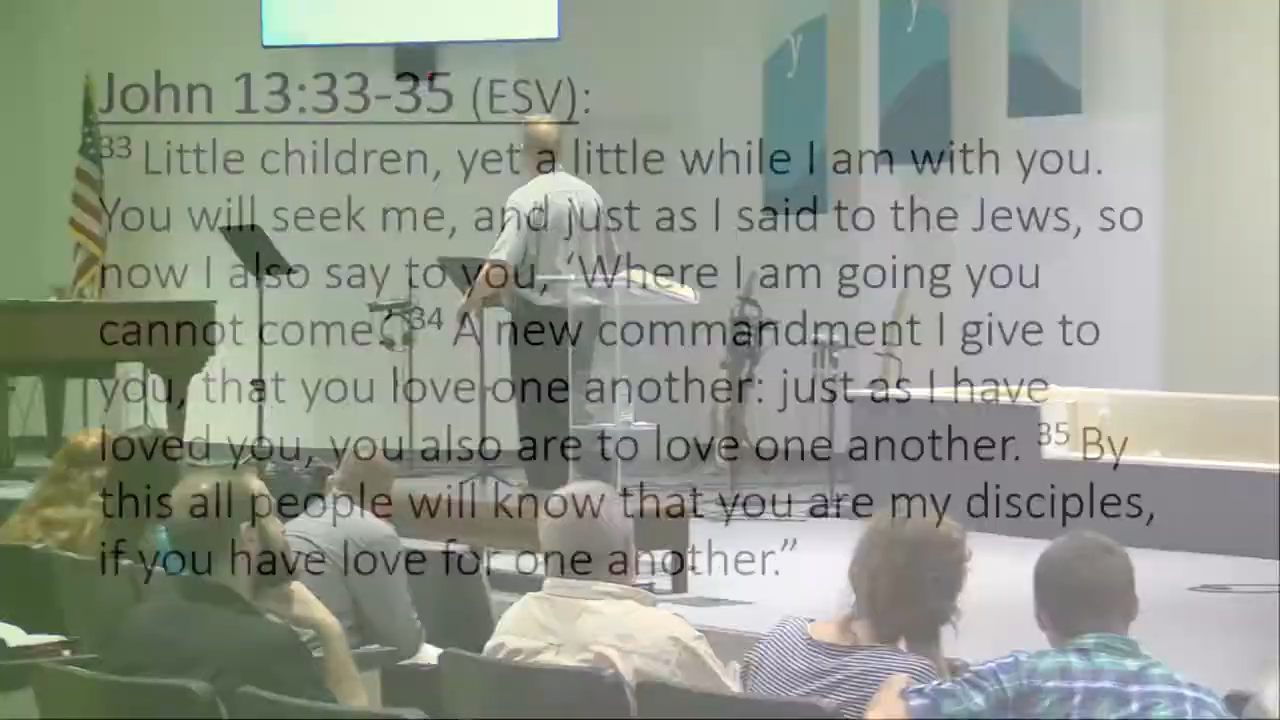 John 13:33-35 (ESV):
33 Little children, yet a little while I am with you.
You will seek me, and just as I said to the Jews, so
now I also say to you, ‘Where I am going you
cannot come.’ 34 A new commandment I give to
you, that you love one another: just as I have
loved you, you also are to love one another. 35 By
this all people will know that you are my disciples,
if you have love for one another.”
y
y